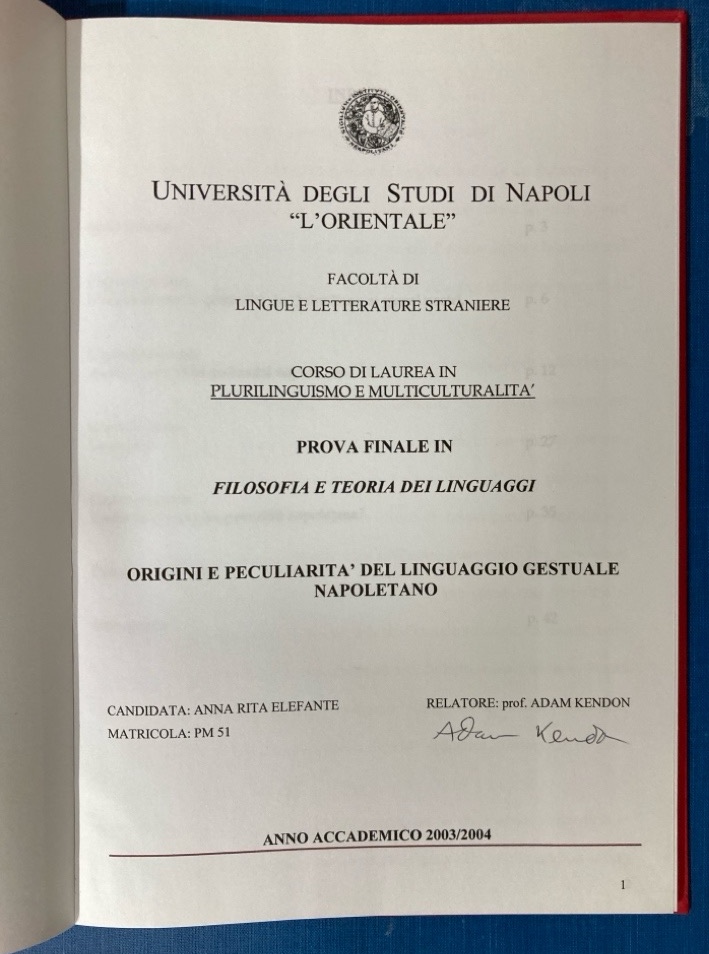 UNIVERSITÀ DEGLI STUDI DI NAPOLI
“L’ORIENTALE”
FACOLTÀ DI
LINGUE E LETTERATURE STRANIERE
CORSO DI LAUREA IN
PLURILINGUISMO E MULTICULTURALITA’
PROVA FINALE IN
FILOSOFIA E TEORIA DEI LINGUAGGI
ORIGINI E PECULIARITA’ DEL LINGUAGGIO GESTUALE
NAPOLETANO
CANDIDATA: ANNA RITA ELEFANTE
MATRICOLA: PM 51
RELATORE: prof. ADAM KENDON
Adam Kendon
ANNO ACCADEMICO 2003/2004
1